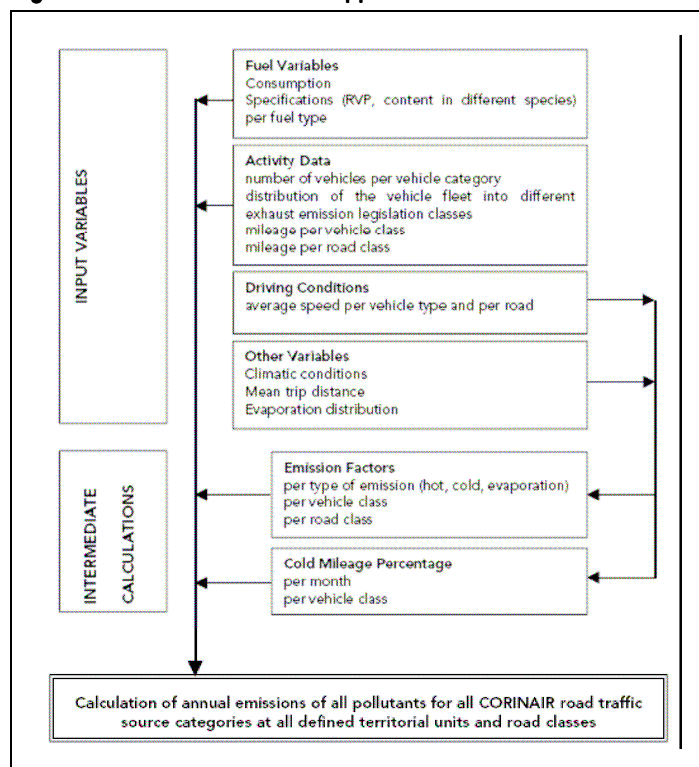 INPUT VARIABLES
Fuel Variables
Consumption
Specifications (RVP, content in different species)
per fuel type
Activity Data
number of vehicles per vehicle category
distribution of the vehicle fleet into different
exhaust emission legislation classes
mileage per vehicle class
mileage per road class
Driving Conditions
average speed per vehicle type and per road
Other Variables
Climatic conditions
Mean trip distance
Evaporation distribution
INTERMEDIATE
CALCULATIONS
Emission Factors
per type of emission (hot, cold, evaporation)
per vehicle class
per road class
Cold Mileage Percentage
per month
per vehicle class
Calculation of annual emissions of all pollutants for all CORINAIR road traffic
source categories at all defined territorial units and road classes